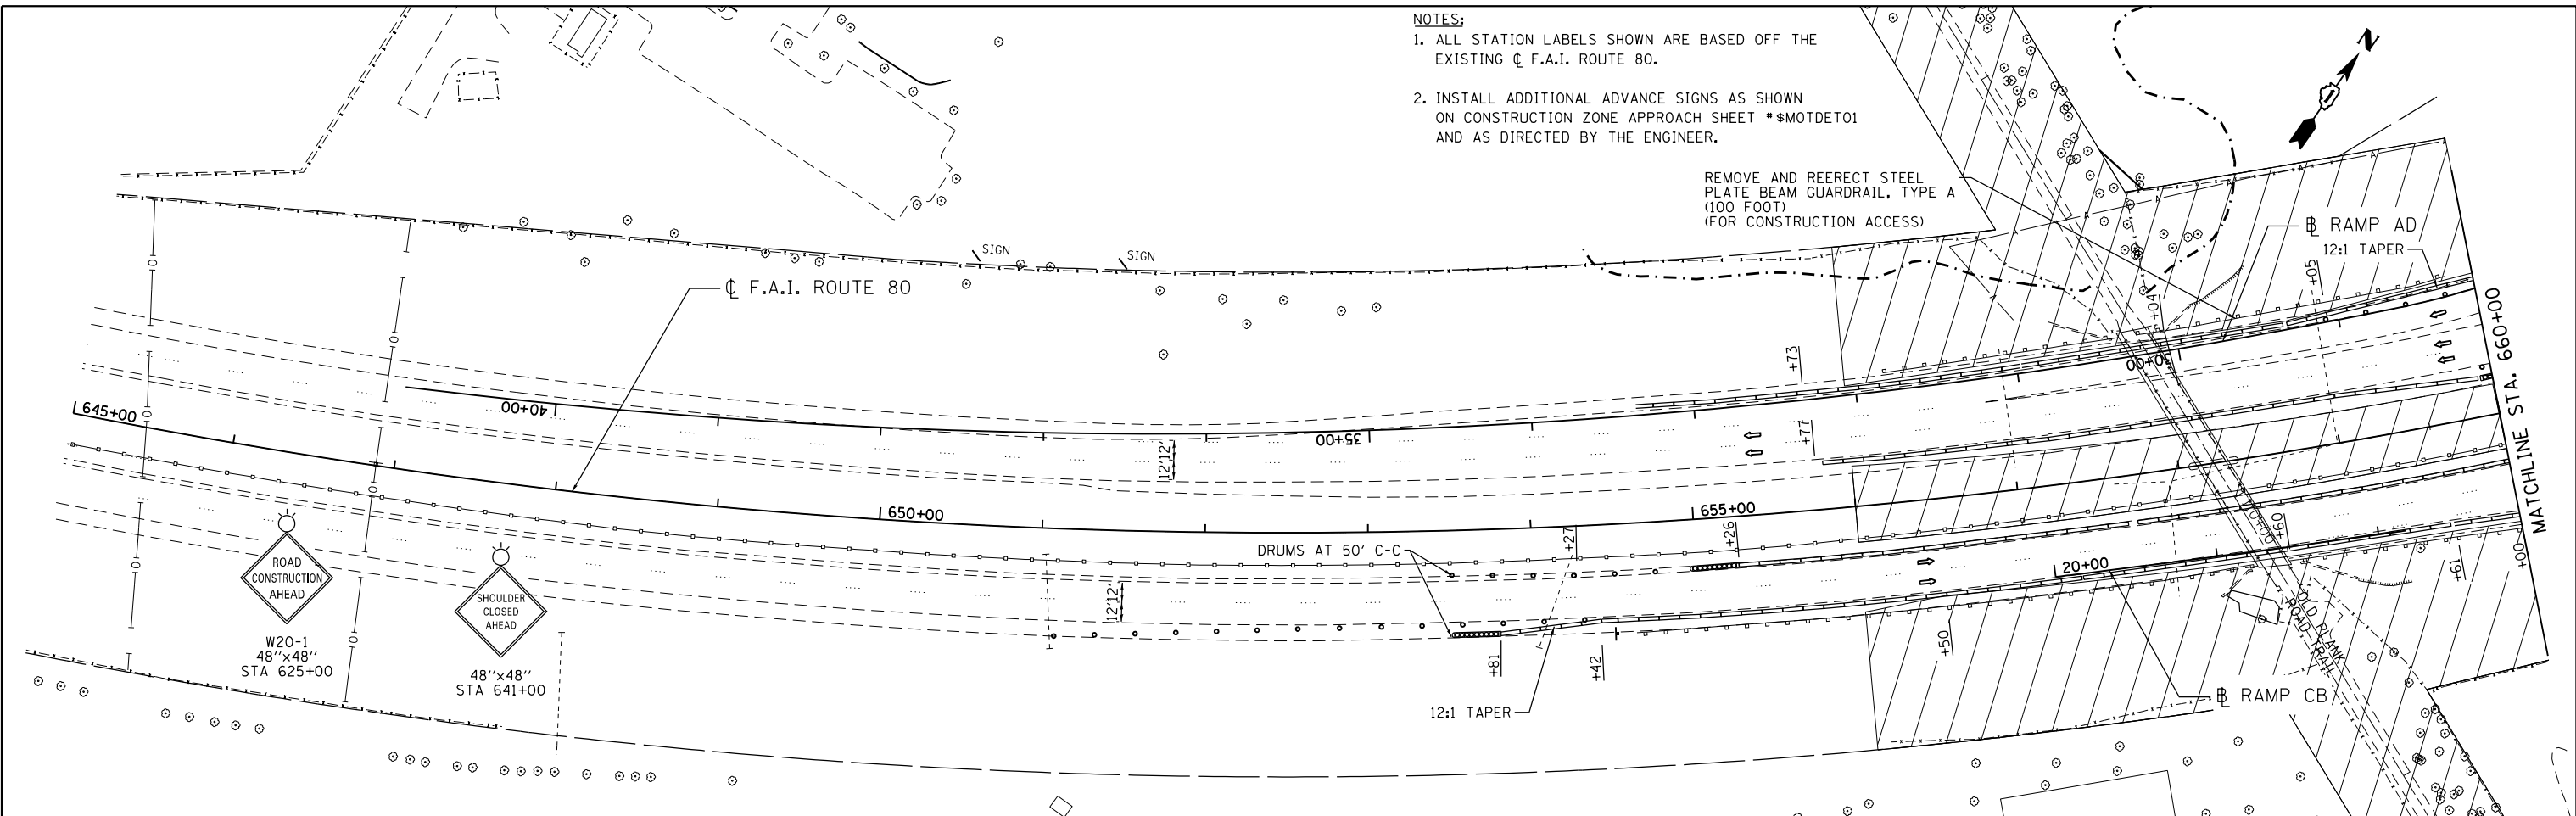 NOTES:
1. ALL STATION LABELS SHOWN ARE BASED OFF THE
EXISTING ℄ F.A.I. ROUTE 80.
2. INSTALL ADDITIONAL ADVANCE SIGNS AS SHOWN
ON CONSTRUCTION ZONE APPROACH SHEET #$MOTDET01
AND AS DIRECTED BY THE ENGINEER.
N
REMOVE AND REERECT STEEL
PLATE BEAM GUARDRAIL, TYPE A
(100 FOOT)
(FOR CONSTRUCTION ACCESS)
BL RAMP AD
12:1 TAPER
SIGN
SIGN
℄ F.A.I. ROUTE 80
+05
+04
+73
+77
30+00
35+00
40+00
645+00
650+00
655+00
MATCHLINE STA. 660+00
12'12'
12'12'
DRUMS AT 50' C-C
+27
+26
+81
+42
+50
+60
+61
+00
20+00
12:1 TAPER
OLD PLANK
ROAD TRAIL
BL RAMP CB
ROAD
CONSTRUCTION
AHEAD
W20-1
48''x48''
STA 625+00
SHOULDER
CLOSED
AHEAD
48''x48''
STA 641+00